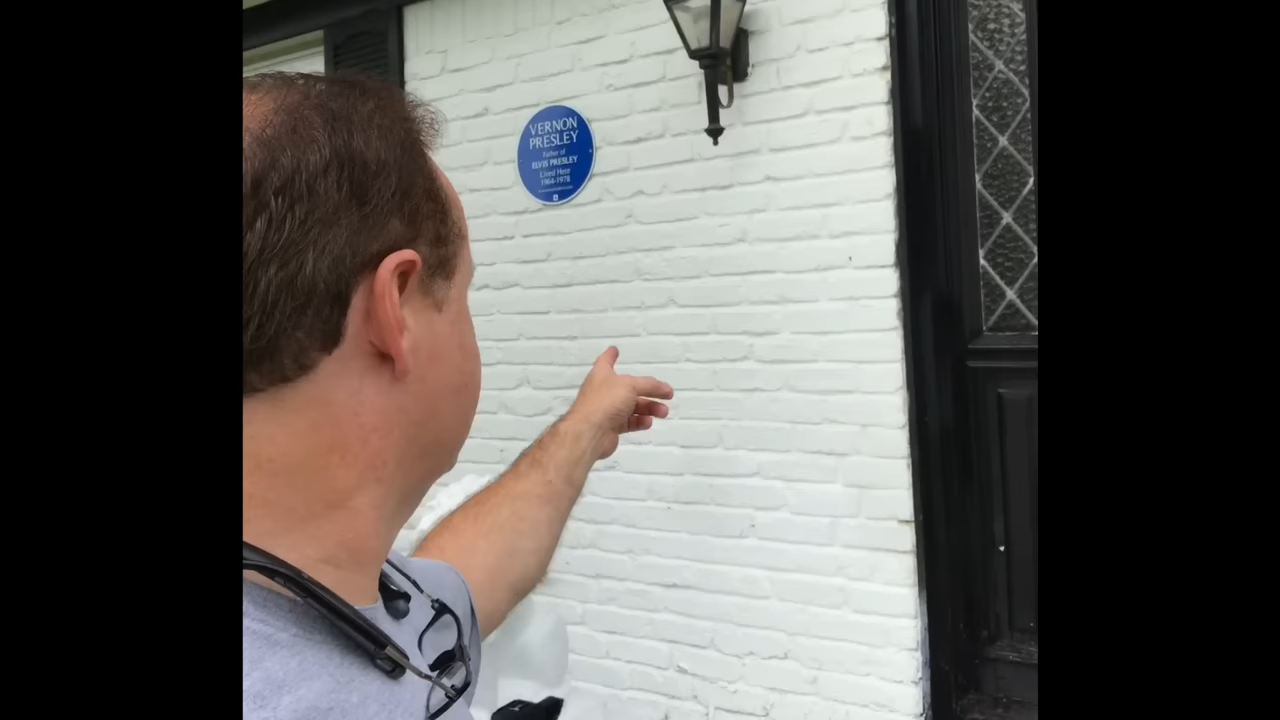 VERNON
PRESLEY
Father of
ELVIS PRESLEY
Lived Here
1964-1978